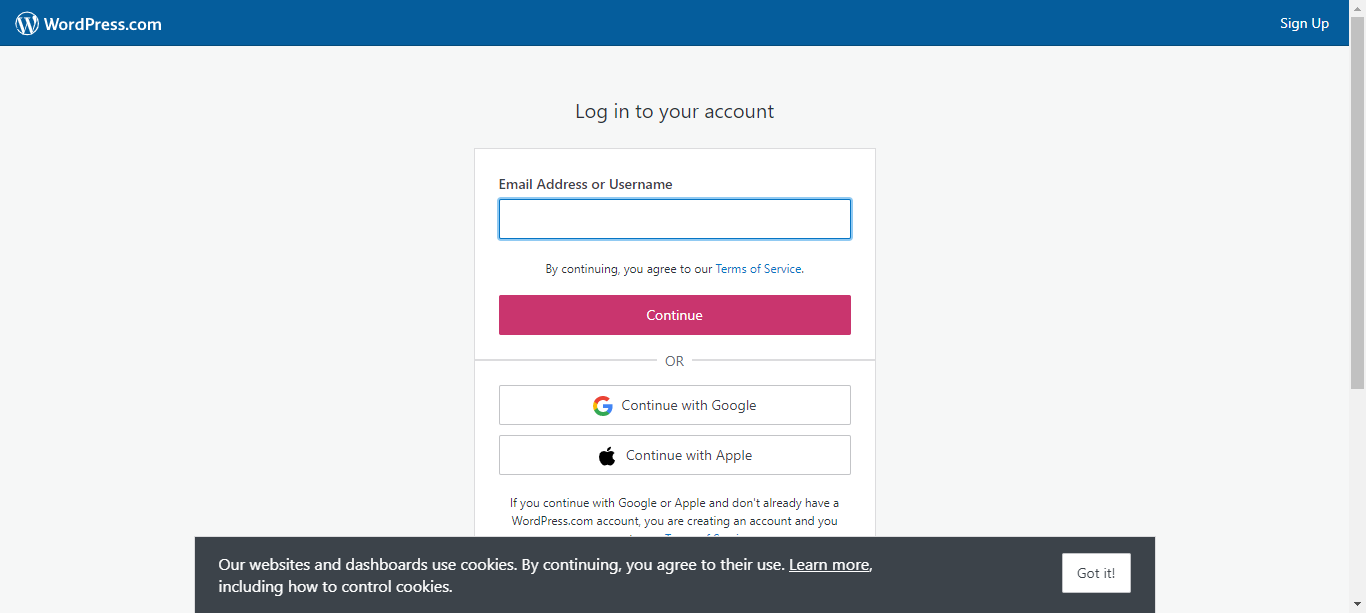 WordPress.com
Sign Up
Log in to your account
Email Address or Username
By continuing, you agree to our Terms of Service.
Continue
OR
Continue with Google
Continue with Apple
If you continue with Google or Apple and don't already have a
WordPress.com account, you are creating an account and you
Our websites and dashboards use cookies. By continuing, you agree to their use. Learn more,
including how to control cookies.
Got it!